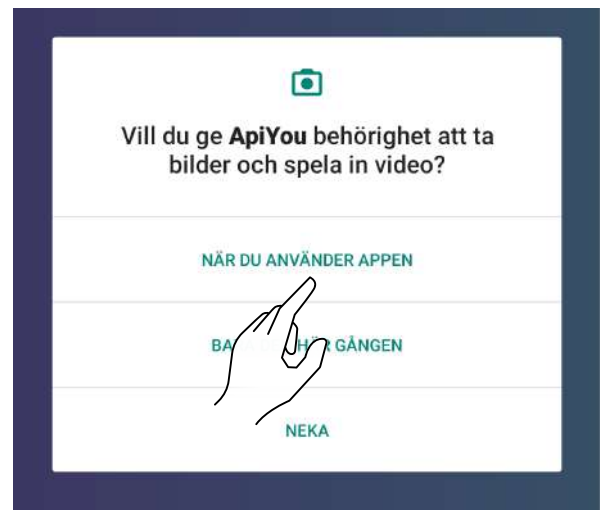 Vill du ge ApiYou behörighet att ta
bilder och spela in video?
NÄR DU ANVÄNDER APPEN
GÅNGEN
NEKA